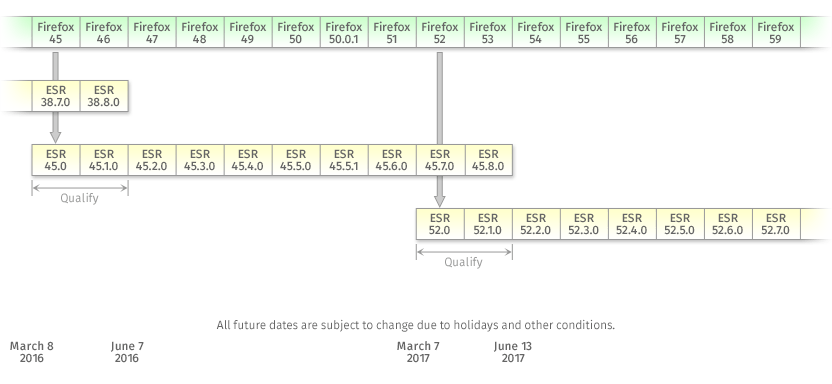 Firefox Firefox Firefox Firefox Firefox Firefox Firefox Firefox Firefox Firefox Firefox Firefox Firefox Firefox Firefox Firefox
45 46 47 48 49 50 50.0.1 51 52 53 54 55 56 57 58 59
ESR ESR
38.7.0 38.8.0
ESR ESR ESR ESR ESR ESR ESR ESR ESR ESR
45.0 45.1.0 45.2.0 45.3.0 45.4.0 45.5.0 45.5.1 45.6.0 45.7.0 45.8.0
Qualify
ESR ESR ESR ESR ESR ESR ESR ESR
52.0 52.1.0 52.2.0 52.3.0 52.4.0 52.5.0 52.6.0 52.7.0
Qualify
All future dates are subject to change due to holidays and other conditions.
March 8 June 7 March 7 June 13
2016 2016 2017 2017